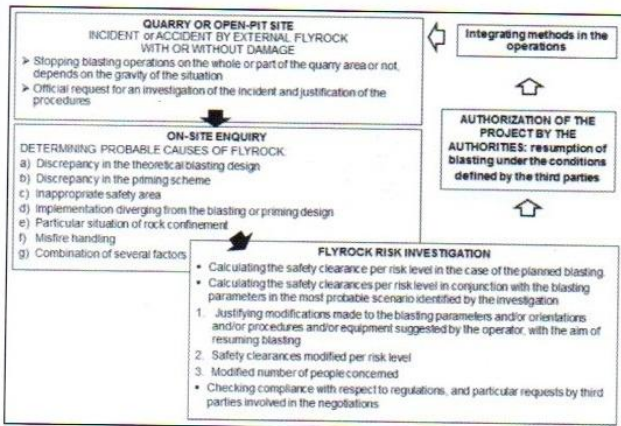 QUARRY OR OPEN-PIT SITE
INCIDENT or ACCIDENT BY EXTERNAL FLYROCK
WITH OR WITHOUT DAMAGE
➢ Stopping blasting operations on the whole or part of the quarry area or not,
depends on the gravity of the situation
➢ Official request for an investigation of the incident and justification of the
procedures
ON-SITE ENQUIRY
DETERMINING PROBABLE CAUSES OF FLYROCK
a) Discrepancy in the theoretical blasting design
b) Discrepancy in the priming scheme
c) Inappropriate safety area
d) Implementation diverging from the blasting or priming design
e) Particular situation of rock confinement
f) Misfire handling
g) Combination of several factors
FLYROCK RISK INVESTIGATION
• Calculating the safety clearance per risk level in the case of the planned blasting.
• Calculating the safety clearances per risk level in conjunction with the blasting
parameters in the most probable scenario identified by the investigation
1. Justifying modifications made to the blasting parameters and/or orientations
and/or procedures and/or equipment suggested by the operator, with the aim of
resuming blasting
2. Safety clearances modified per risk level
3. Modified number of people concerned
• Checking compliance with respect to regulations, and particular requests by third
parties involved in the negotiations
AUTHORIZATION OF THE
PROJECT BY THE
AUTHORITIES: resumption of
blasting under the conditions
defined by the third parties
Integrating methods in the
operations